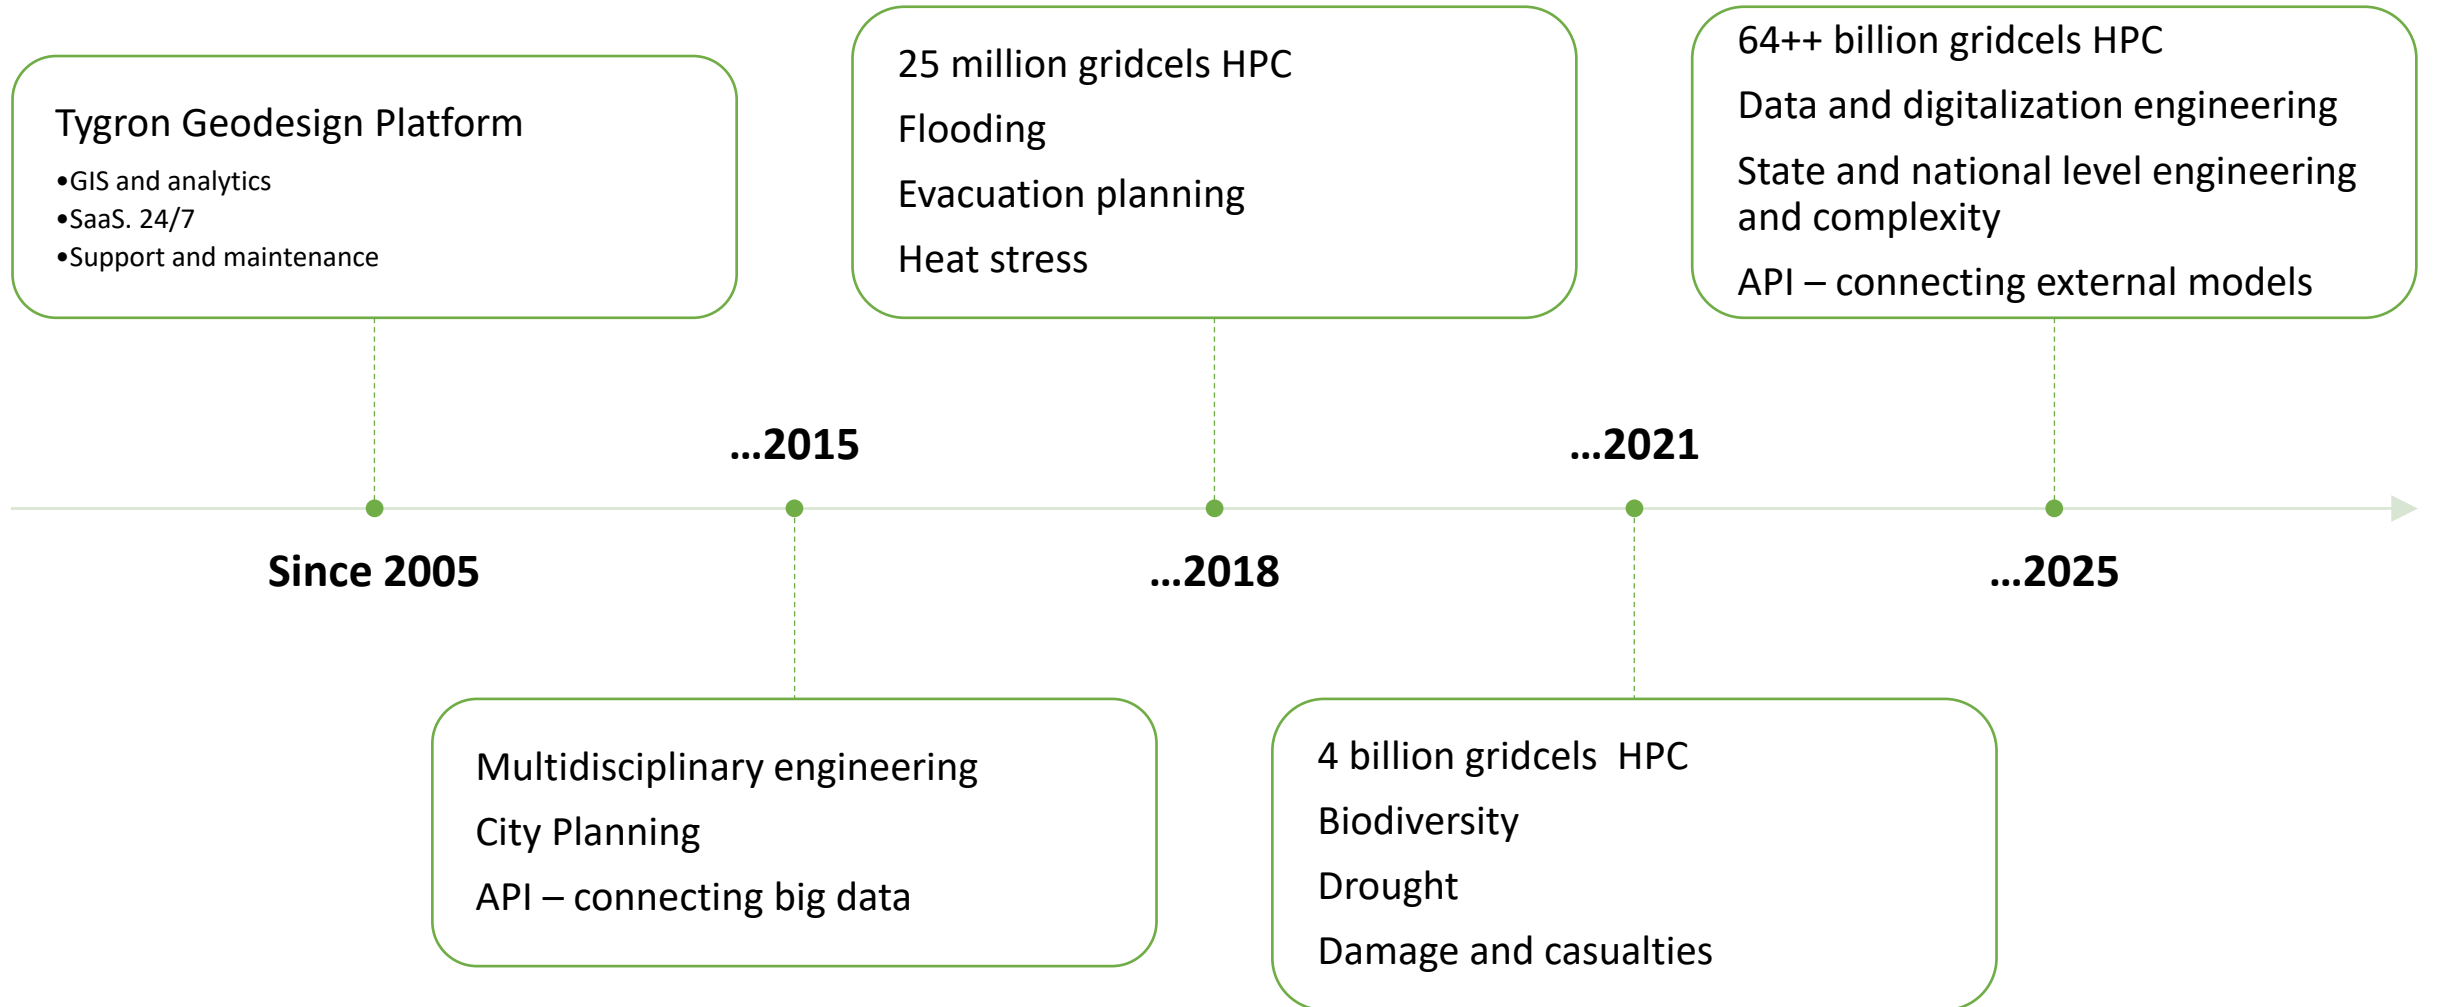 Tygron Geodesign Platform
•GIS and analytics
•SaaS. 24/7
•Support and maintenance
Since 2005
...2015
Multidisciplinary engineering
City Planning
API – connecting big data
25 million gridcels HPC
Flooding
Evacuation planning
Heat stress
...2018
...2021
4 billion gridcels  HPC
Biodiversity
Drought
Damage and casualties
64++ billion gridcels HPC
Data and digitalization engineering
State and national level engineering
and complexity
API – connecting external models
...2025